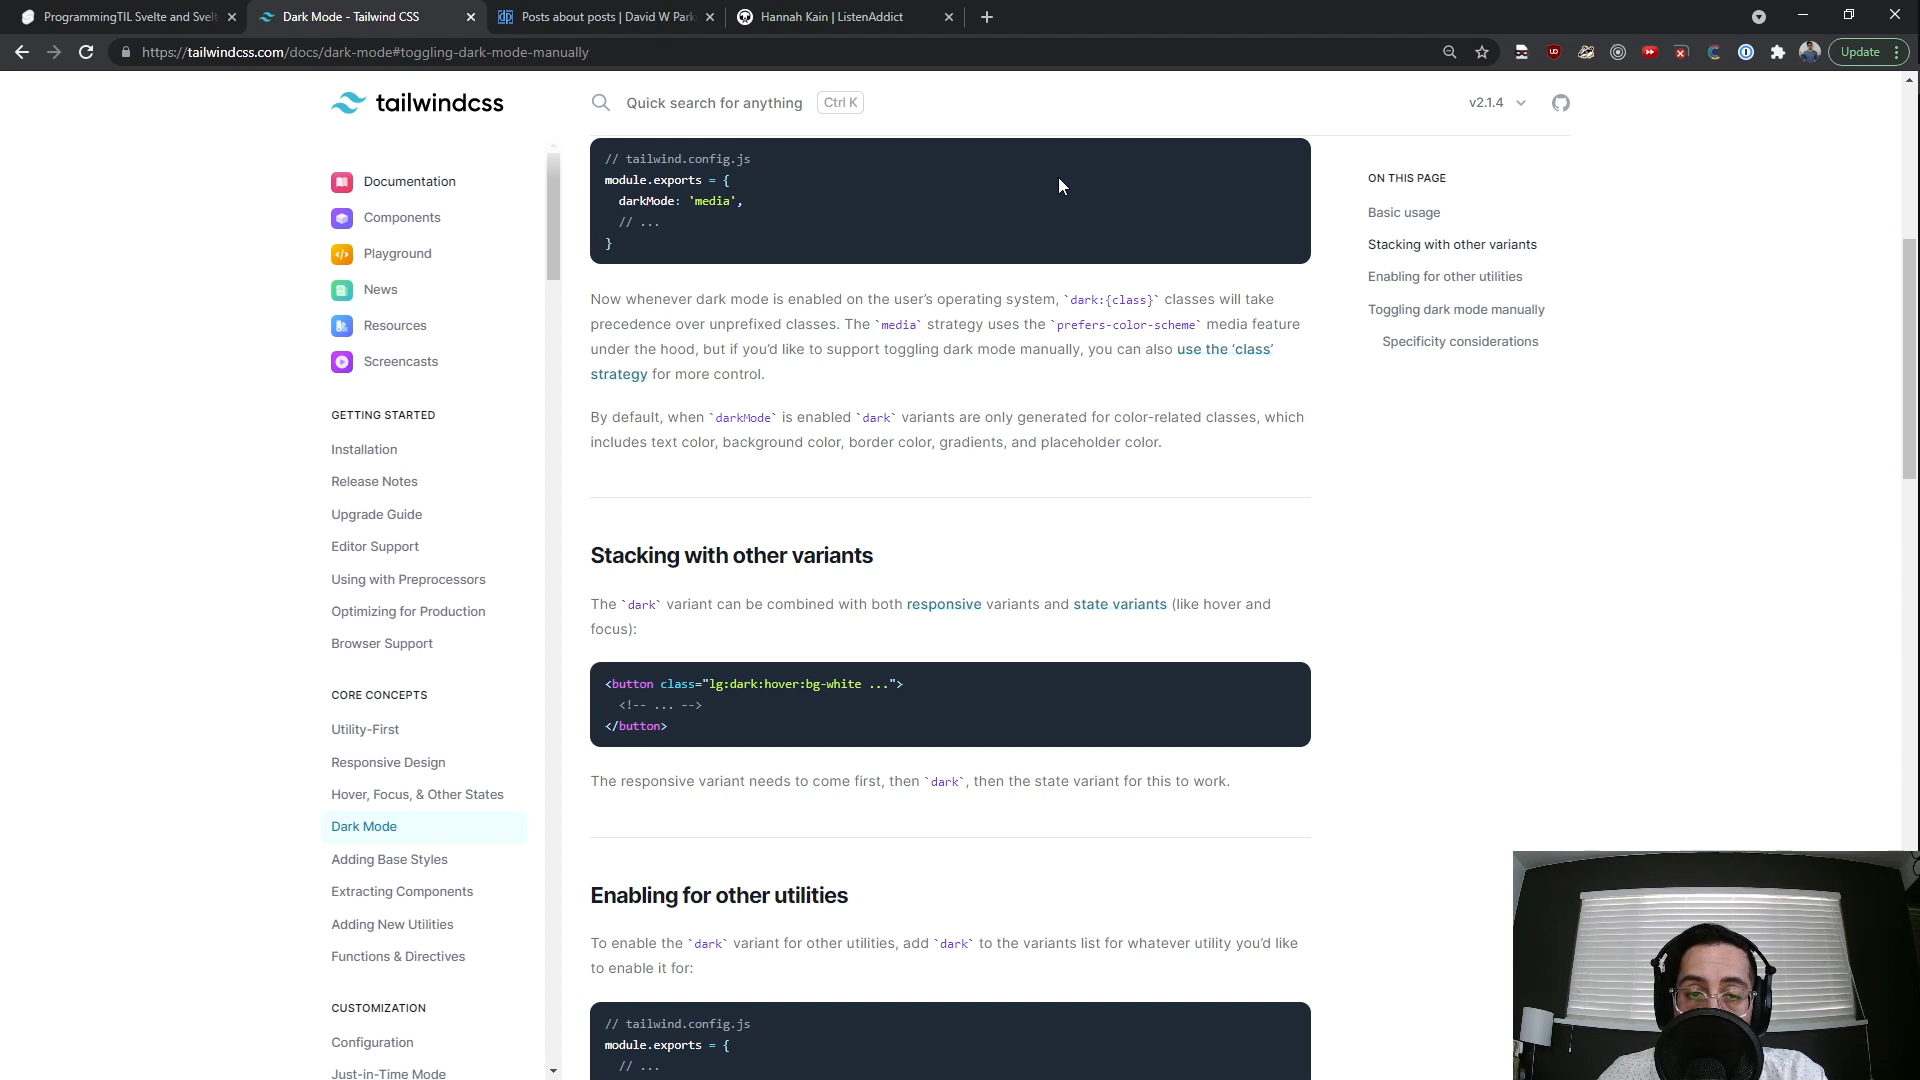 ProgrammingTIL Svelte and Svelt
Dark Mode - Tailwind CSS
Posts about posts | David W Park
Hannah Kain | ListenAddict
https://tailwindcss.com/docs/dark-mode#toggling-dark-mode-manually
Update
tailwindcss
Quick search for anything
Ctrl K
v2.1.4
Documentation
Components
Playground
News
Resources
Screencasts
GETTING STARTED
Installation
Release Notes
Upgrade Guide
Editor Support
Using with Preprocessors
Optimizing for Production
Browser Support
CORE CONCEPTS
Utility-First
Responsive Design
Hover, Focus, & Other States
Dark Mode
Adding Base Styles
Extracting Components
Adding New Utilities
Functions & Directives
CUSTOMIZATION
Configuration
Just-in-Time Mode
// tailwind.config.js
module.exports = {
darkMode: 'media',
// ...
}
Now whenever dark mode is enabled on the user's operating system, `dark:{class}` classes will take
precedence over unprefixed classes. The `media` strategy uses the `prefers-color-scheme` media feature
under the hood, but if you'd like to support toggling dark mode manually, you can also use the 'class'
strategy for more control.
By default, when `darkMode` is enabled `dark` variants are only generated for color-related classes, which
includes text color, background color, border color, gradients, and placeholder color.
Stacking with other variants
The `dark` variant can be combined with both responsive variants and state variants (like hover and
focus):
<button class="lg:dark:hover:bg-white ...">
<!-- ... -->
</button>
The responsive variant needs to come first, then `dark`, then the state variant for this to work.
Enabling for other utilities
To enable the `dark` variant for other utilities, add `dark` to the variants list for whatever utility you'd like
to enable it for:
// tailwind.config.js
module.exports = {
// ...
ON THIS PAGE
Basic usage
Stacking with other variants
Enabling for other utilities
Toggling dark mode manually
Specificity considerations